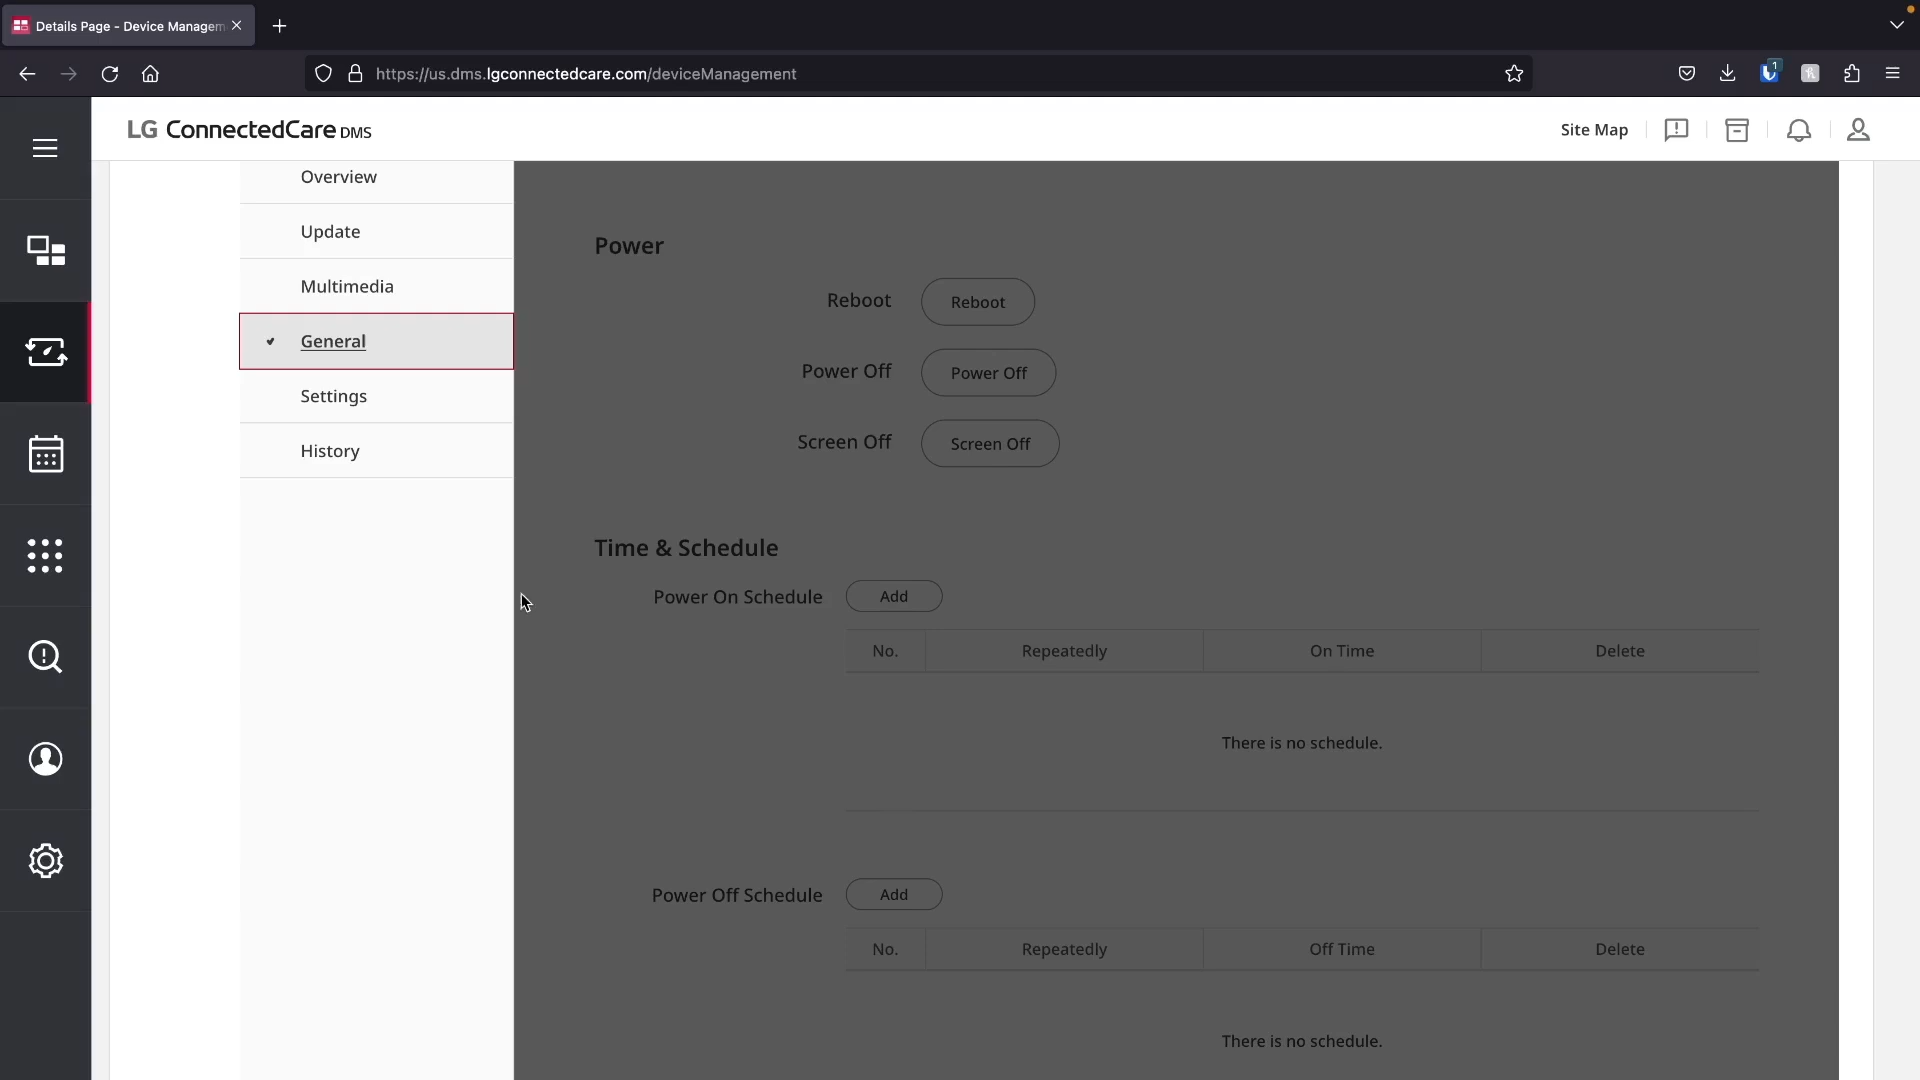 Details Page - Device Managem
https://us.dms.lgconnectedcare.com/deviceManagement
1
LG ConnectedCare DMS
Site Map
Overview
Update
Multimedia
General
Settings
History
Power
Reboot Reboot
Power Off Power Off
Screen Off Screen Off
Time & Schedule
Power On Schedule Add
No. Repeatedly On Time Delete
There is no schedule.
Power Off Schedule Add
No. Repeatedly Off Time Delete
There is no schedule.